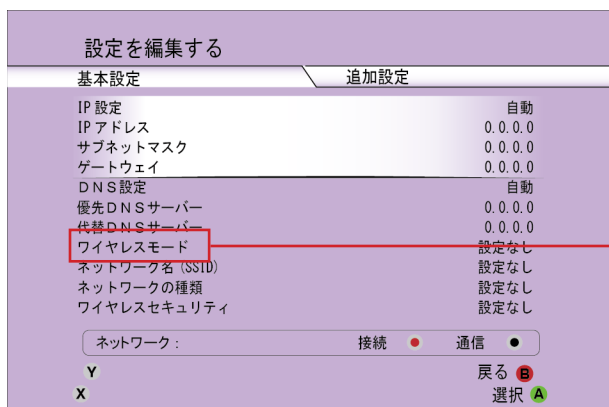 設定を編集する
基本設定 追加設定
IP 設定 自動
IP アドレス 0.0.0.0
サブネットマスク 0.0.0.0
ゲートウェイ 0.0.0.0
DNS設定 自動
優先DNSサーバー 0.0.0.0
代替DNSサーバー 0.0.0.0
ワイヤレスモード 設定なし
ネットワーク名 (SSID) 設定なし
ネットワークの種類 設定なし
ワイヤレスセキュリティ 設定なし
ネットワーク： 接続 通信
Y 戻る B
X 選択 A